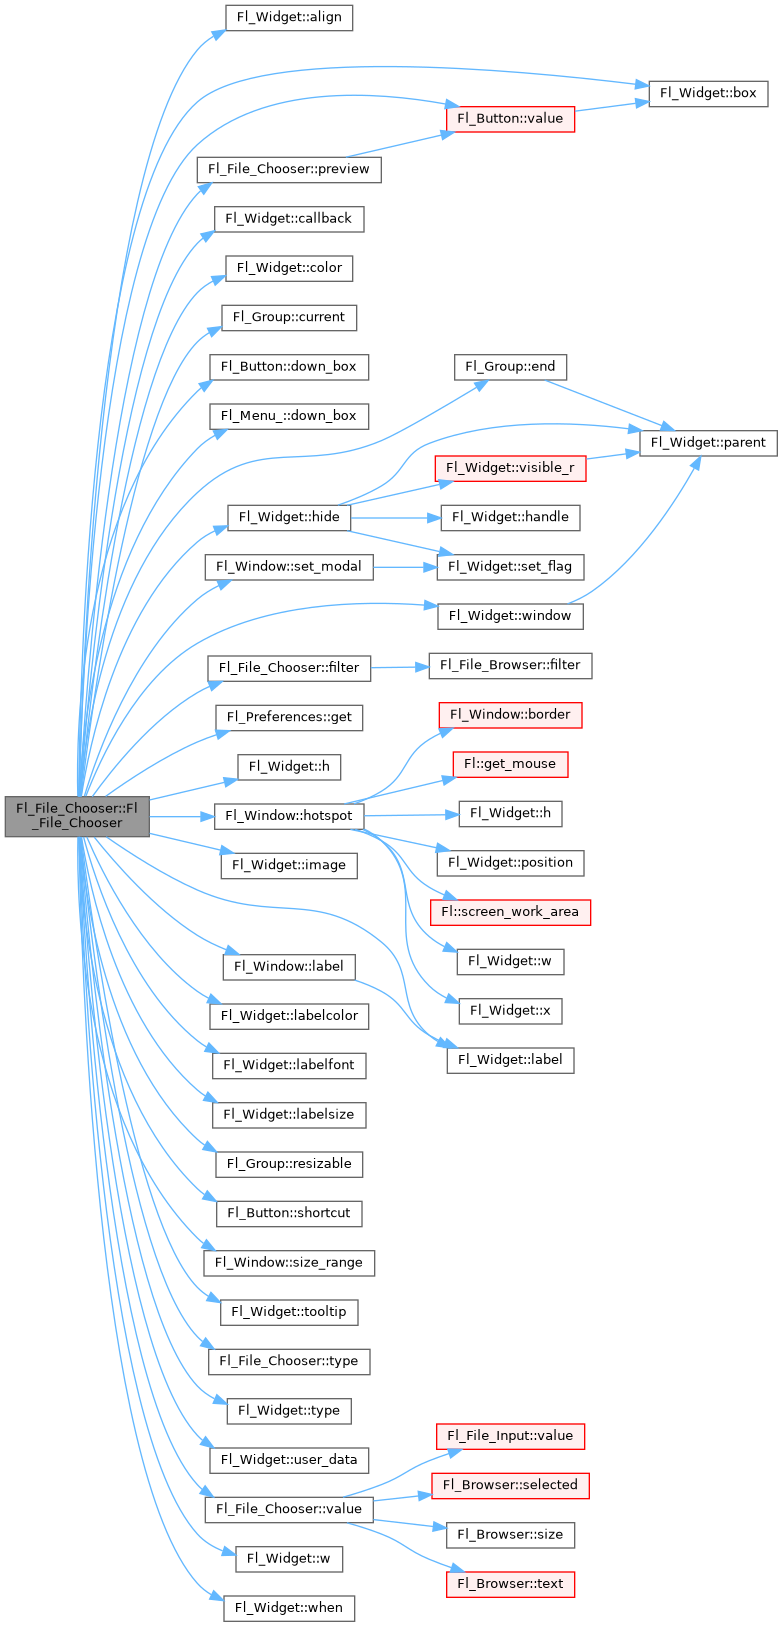 Fl_Widget::align
Fl_Widget::box
Fl_Button::value
Fl_File_Chooser::preview
Fl_Widget::callback
Fl_Widget::color
Fl_Group::current
Fl_Button::down_box
Fl_Group::end
Fl_Menu_::down_box
Fl_Widget::parent
Fl_Widget::visible_r
Fl_Widget::hide
Fl_Widget::handle
Fl_Window::set_modal
Fl_Widget::set_flag
Fl_Widget::window
Fl_File_Chooser::filter
Fl_File_Browser::filter
Fl_Preferences::get
Fl_Window::border
Fl_Widget::h
Fl::get_mouse
Fl_File_Chooser::Fl
_File_Chooser
Fl_Window::hotspot
Fl_Widget::h
Fl_Widget::image
Fl_Widget::position
Fl::screen_work_area
Fl_Window::label
Fl_Widget::w
Fl_Widget::labelcolor
Fl_Widget::x
Fl_Widget::labelfont
Fl_Widget::label
Fl_Widget::labelsize
Fl_Group::resizable
Fl_Button::shortcut
Fl_Window::size_range
Fl_Widget::tooltip
Fl_File_Chooser::type
Fl_Widget::type
Fl_File_Input::value
Fl_Widget::user_data
Fl_Browser::selected
Fl_File_Chooser::value
Fl_Browser::size
Fl_Widget::w
Fl_Browser::text
Fl_Widget::when